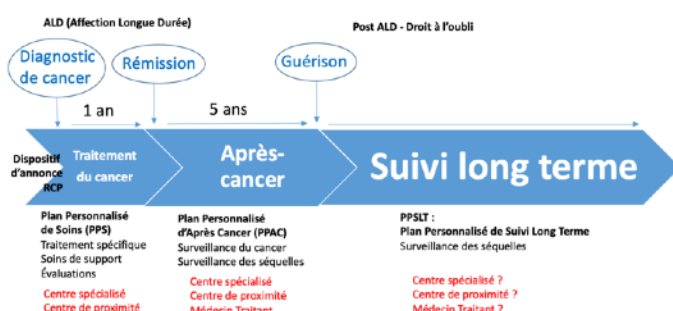 ALD (Affection Longue Durée)
Post ALD - Droit à l'oubli
Diagnostic
de cancer
Rémission
Guérison
1 an
5 ans
Dispositif
d'annonce
RCP
Traitement
du cancer
Après-
cancer
Suivi long terme
Plan Personnalisé
de Soins (PPS)
Traitement spécifique
Soins de support
Évaluations
Centre spécialisé
Centre de proximité
Plan Personnalisé
d'Après Cancer (PPAC)
Surveillance du cancer
Surveillance des séquelles
Centre spécialisé
Centre de proximité
Médecin Traitant
PPSLT :
Plan Personnalisé de Suivi Long Terme
Surveillance des séquelles
Centre spécialisé ?
Centre de proximité ?
Médecin Traitant ?